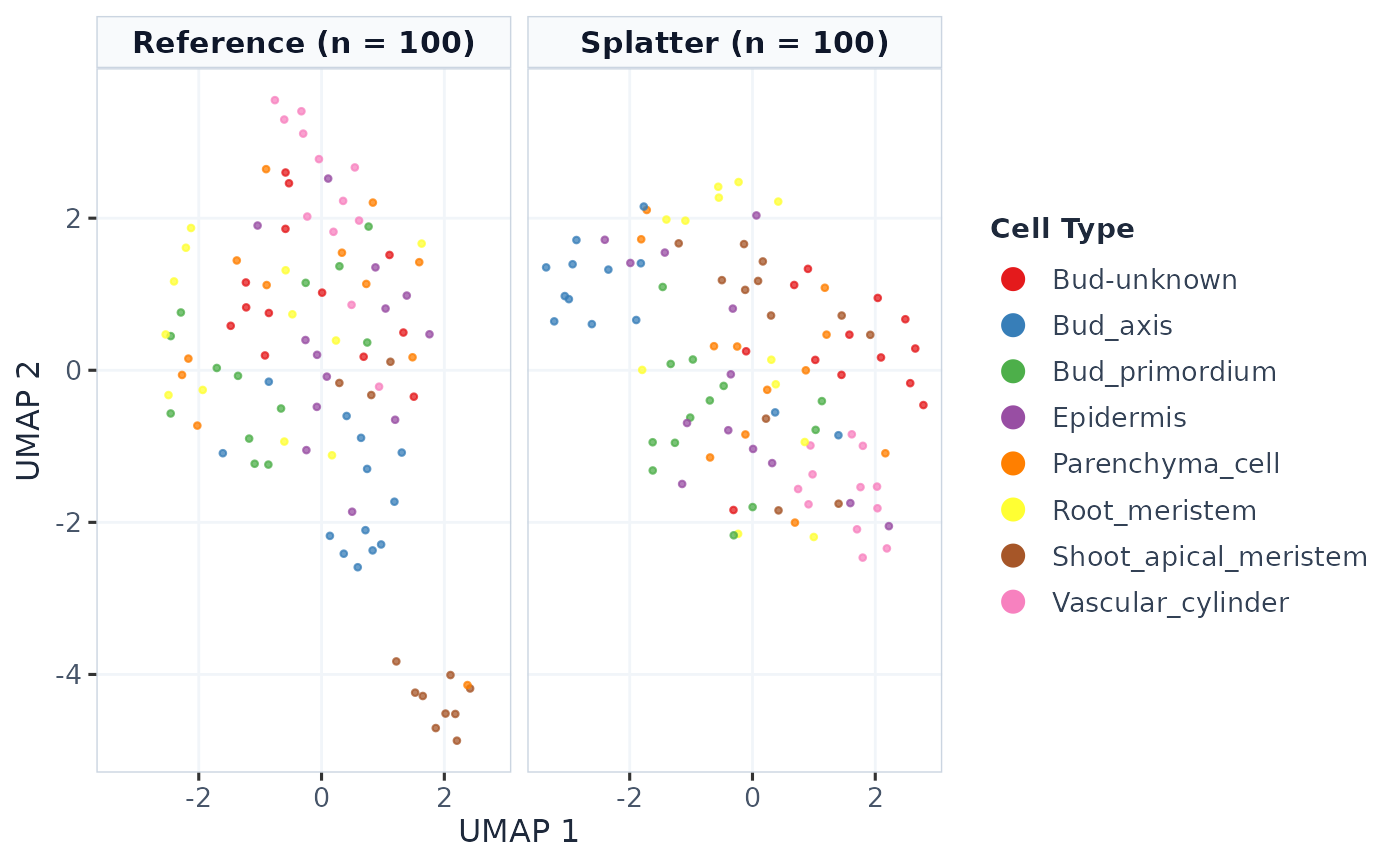 Reference (n = 100)
Splatter (n = 100)
2
0
-2
-4
UMAP 2
-2
0
2
-2
0
2
UMAP 1
Cell Type
Bud-unknown
Bud_axis
Bud_primordium
Epidermis
Parenchyma_cell
Root_meristem
Shoot_apical_meristem
Vascular_cylinder